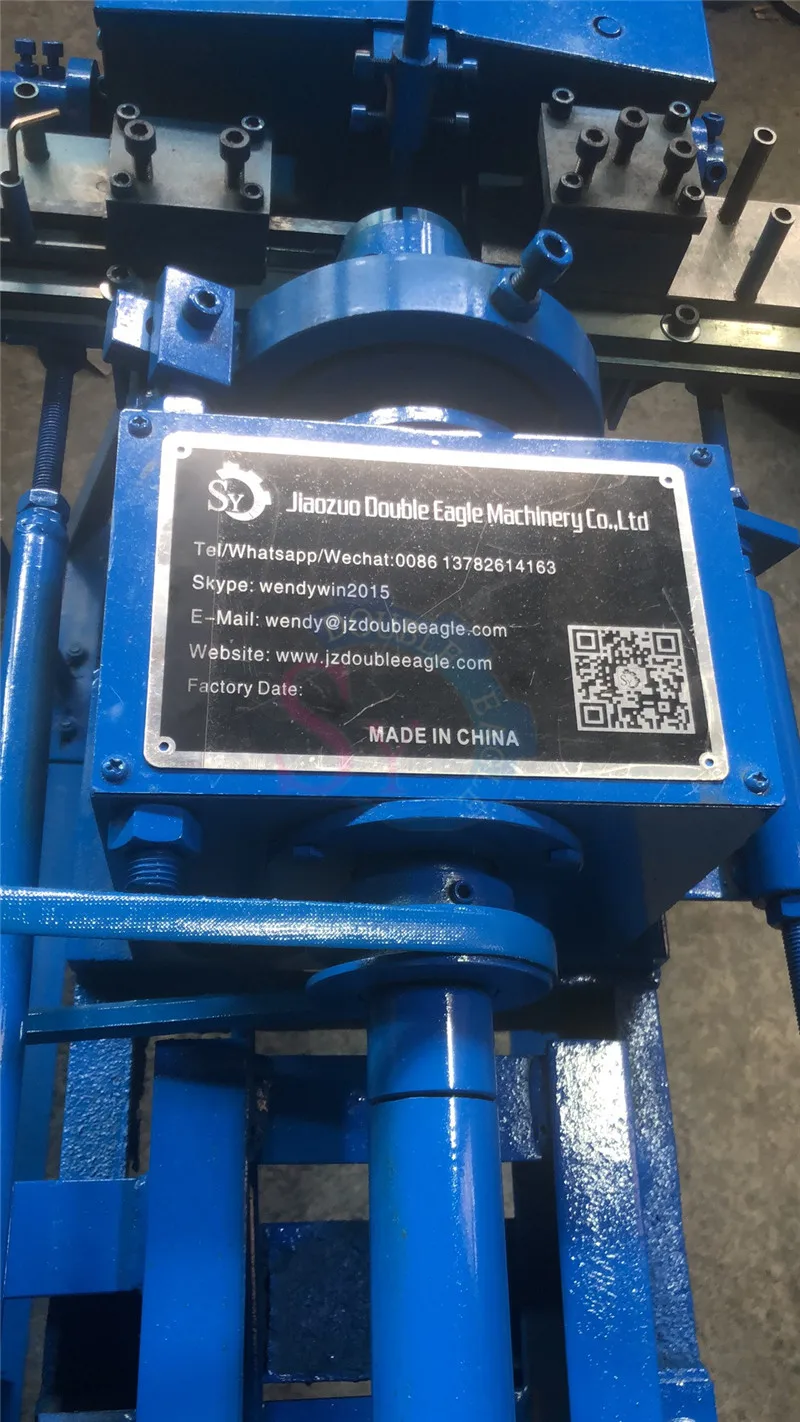 SY
Jiaozuo Double Eagle Machinery Co.,Ltd
Tel/Whatsapp/Wechat:0086 13782614163
Skype: wendywin2015
E-Mail: wendy@jzdoubleeagle.com
Website: www.jzdoubleeagle.com
Factory Date:
MADE IN CHINA